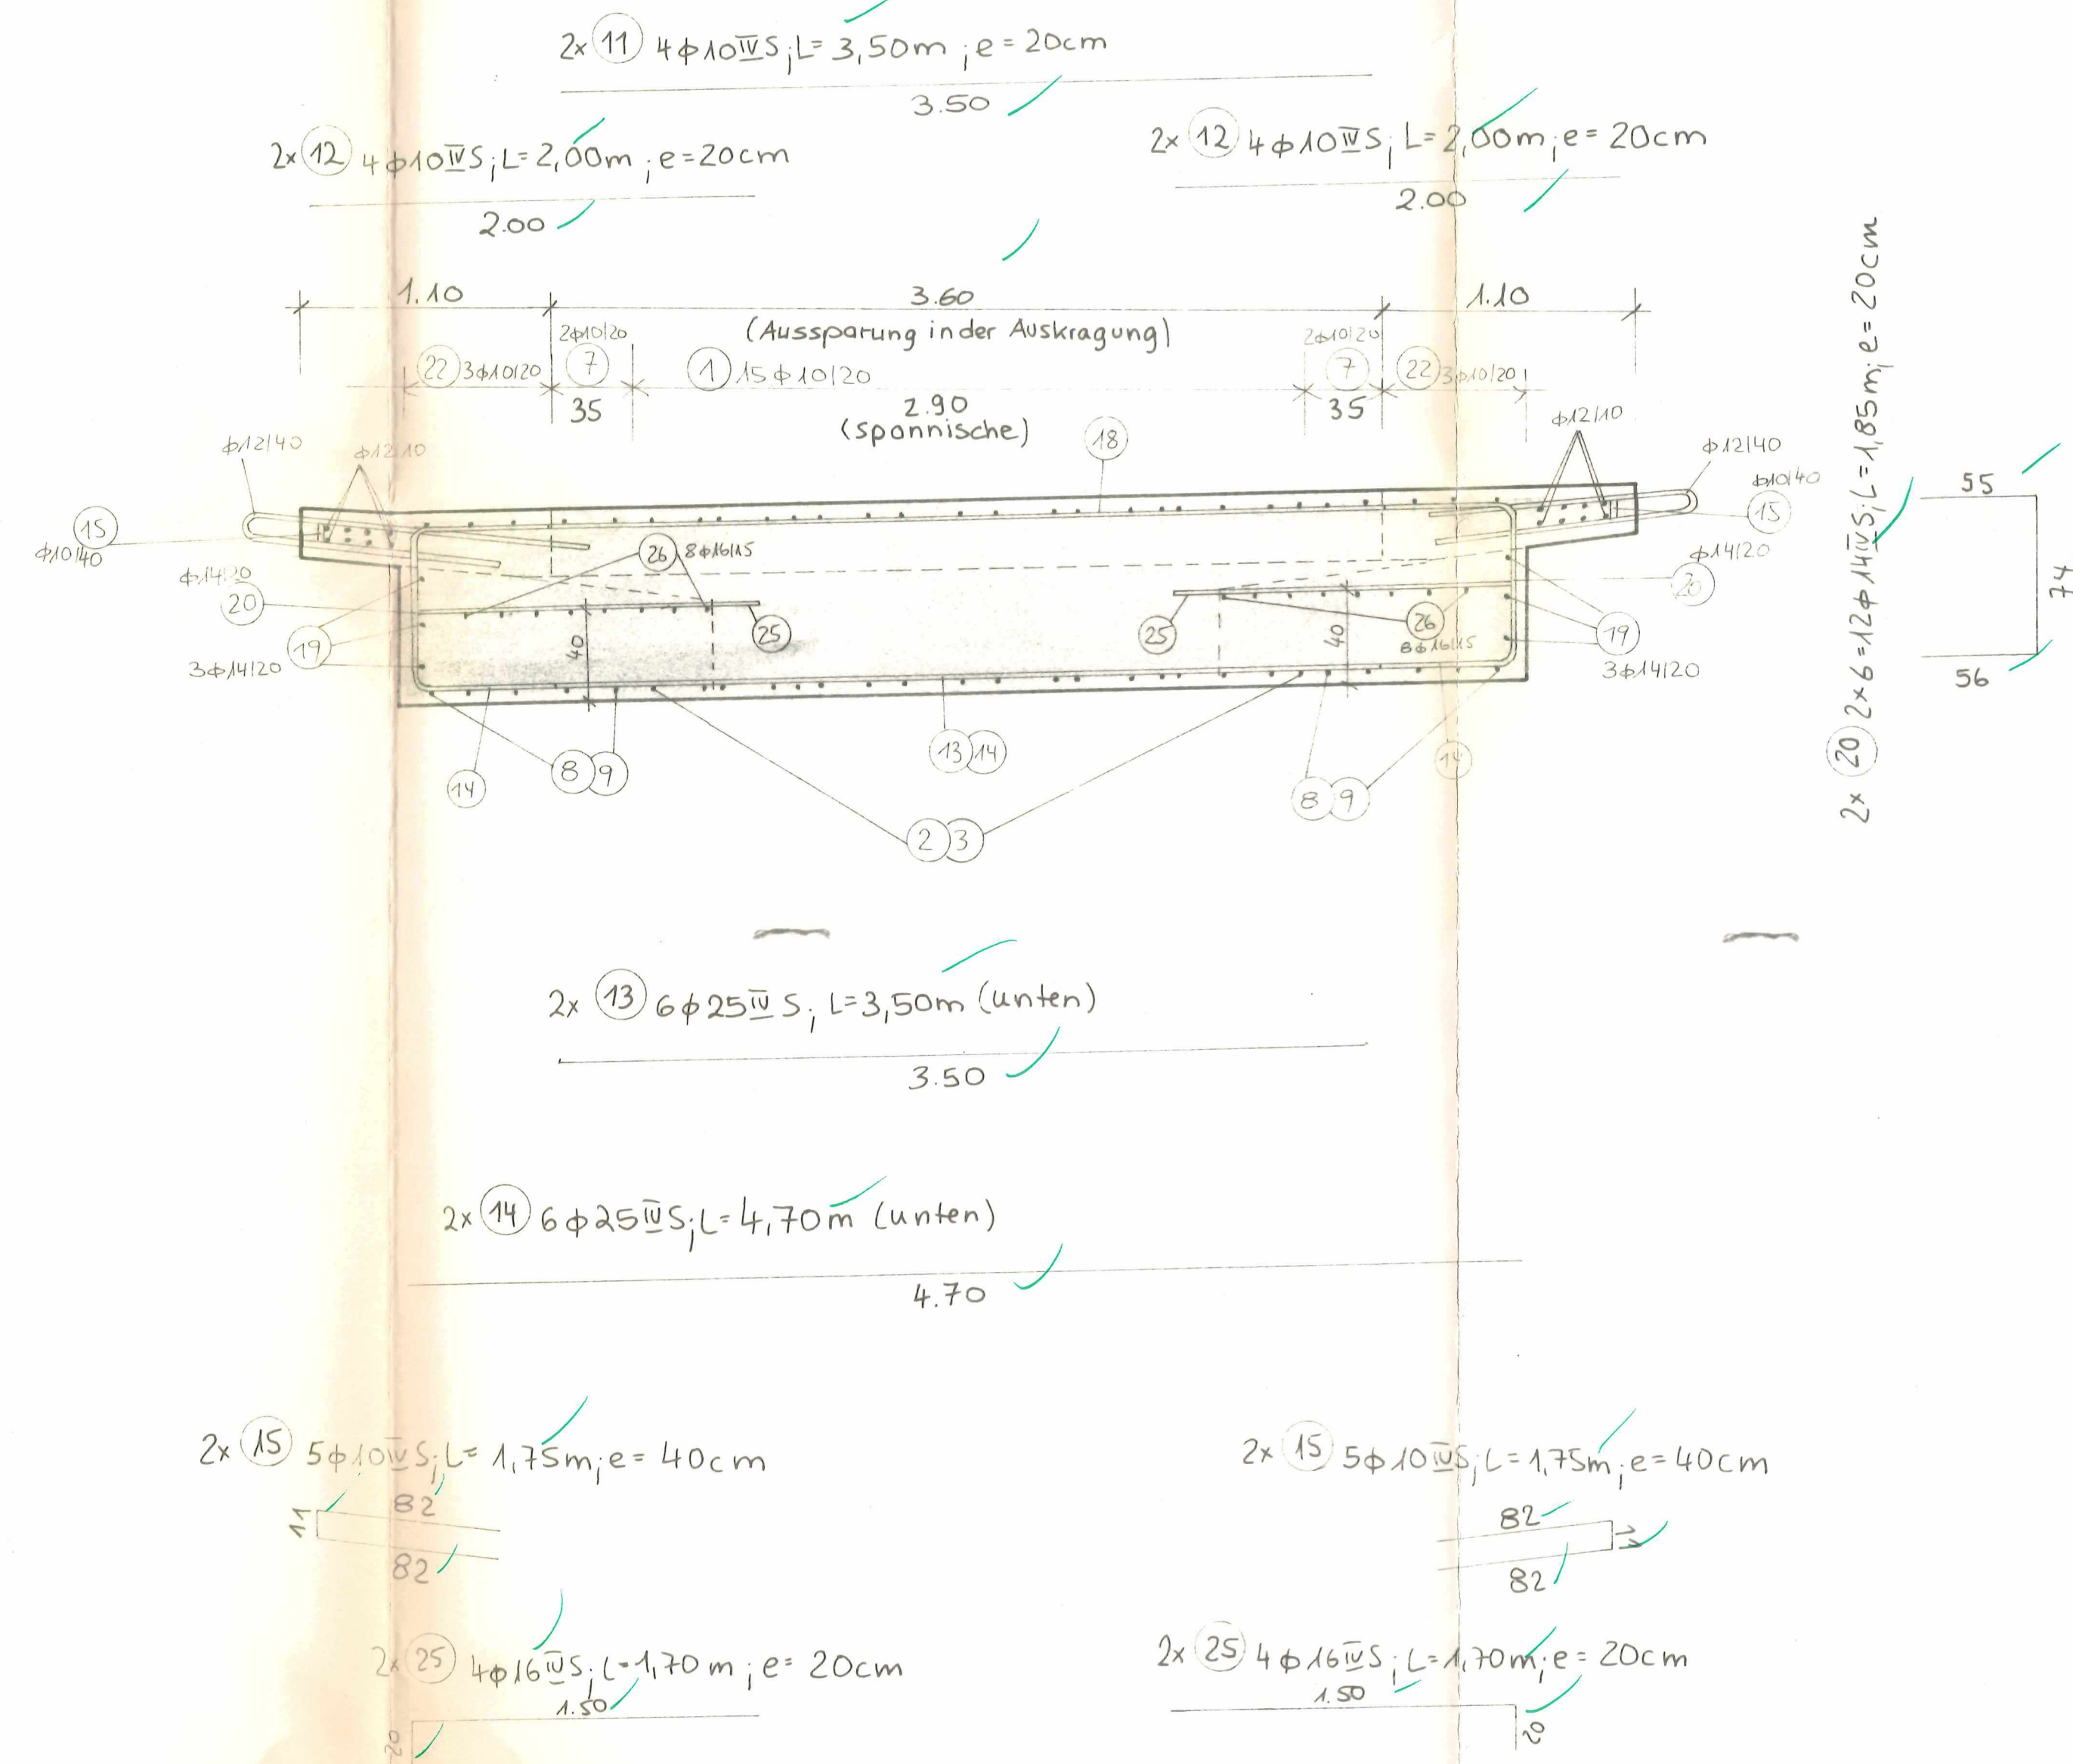 2x 11 4ϕ10IVS; L= 3,50m ; e = 20cm
3.50
2x 12 4ϕ10IVS; L= 2,00m ; e=20cm
2.00
2x 12 4ϕ10IVS; L= 2,00m; e= 20cm
2.00
1.10 3.60 1.10
(Aussparung in der Auskragung)
2ϕ10/20 2ϕ10/20
22 3ϕ10/20 7 1 15ϕ10/20 7 22 3ϕ10/20
35 2.90 35
(spannische)
18
ϕ12/40 ϕ12/10 ϕ12/10 ϕ12/40
15
ϕ10/40
ϕ10/40
15
26 8ϕ16/15
ϕ14/20
20
ϕ14/20
20
19
3ϕ14/20
40
25
25
40
26
8ϕ16/15
19
3ϕ14/20
14 8 9 13 14 8 9 14
2 3
2x 20 2x6=12ϕ14IVS; L=1,85m; e=20cm
55
74
56
2x 13 6ϕ25IV S; L=3,50m (unten)
3.50
2x 14 6ϕ25IVS; L= 4,70m (unten)
4.70
2x 15 5ϕ10IVS; L= 1,75m; e= 40cm
11
82
82
2x 15 5ϕ10IVS; L=1,75m; e= 40cm
82
11
82
2x 25 4ϕ16IVS; L=1,70m ; e= 20cm
1.50
20
2x 25 4ϕ16IVS; L=1,70m; e= 20cm
1.50
20